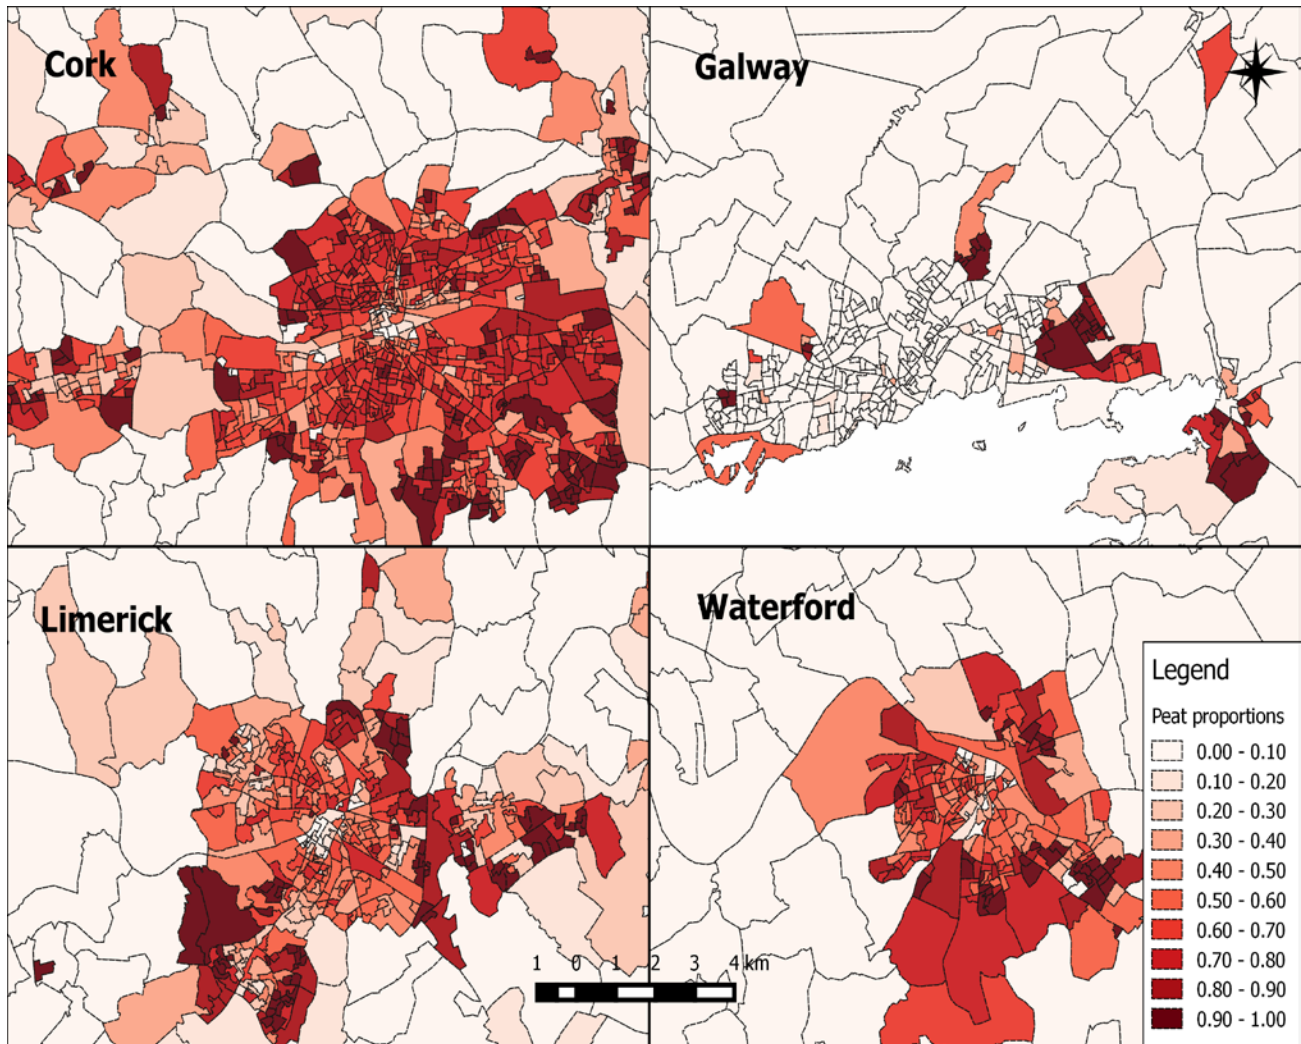 Cork
Galway
Limerick
Waterford
Legend
Peat proportions
0.00 - 0.10
0.10 - 0.20
0.20 - 0.30
0.30 - 0.40
0.40 - 0.50
0.50 - 0.60
0.60 - 0.70
0.70 - 0.80
0.80 - 0.90
0.90 - 1.00
1 0 1 2 3 4 km